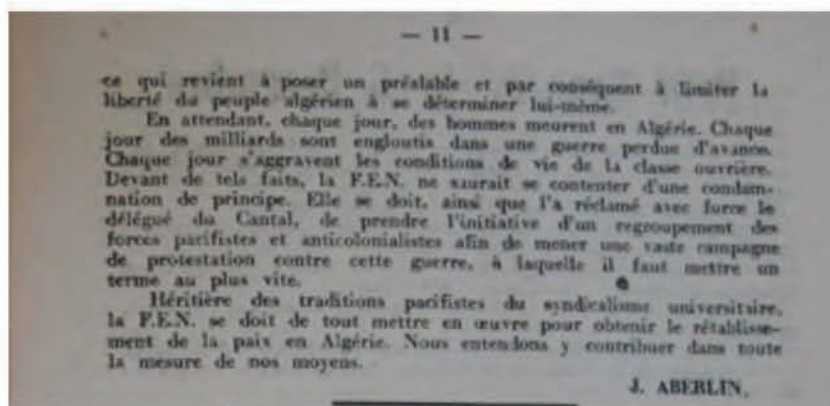 — 11 —
ce qui revient à poser un préalable et par conséquent à limiter la
liberté du peuple algérien à se déterminer lui-même.
En attendant, chaque jour, des hommes meurent en Algérie. Chaque
jour des milliards sont engloutis dans une guerre perdue d'avance.
Chaque jour s'aggravent les conditions de vie de la classe ouvrière.
Devant de tels faits, la F.E.N. ne saurait se contenter d'une condam-
nation de principe. Elle se doit, ainsi que l'a réclamé avec force le
délégué du Cantal, de prendre l'initiative d'un regroupement des
forces pacifistes et anticolonialistes afin de mener une vaste campagne
de protestation contre cette guerre, à laquelle il faut mettre un
terme au plus vite.
Héritière des traditions pacifistes du syndicalisme universitaire,
la F.E.N. se doit de tout mettre en œuvre pour obtenir le rétablisse-
ment de la paix en Algérie. Nous entendons y contribuer dans toute
la mesure de nos moyens.
J. ABERLIN.